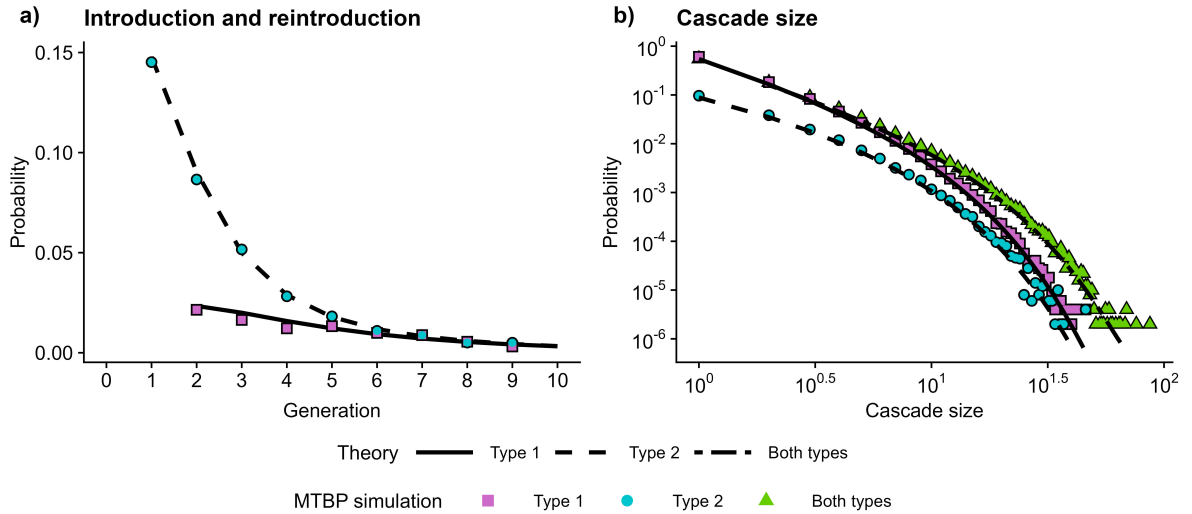 a) Introduction and reintroduction
Probability
0.15
0.10
0.05
0.00
0 1 2 3 4 5 6 7 8 9 10
Generation
b) Cascade size
Probability
10^0
10^-1
10^-2
10^-3
10^-4
10^-5
10^-6
10^0 10^0.5 10^1 10^1.5 10^2
Cascade size
Theory Type 1 Type 2 Both types
MTBP simulation Type 1 Type 2 Both types